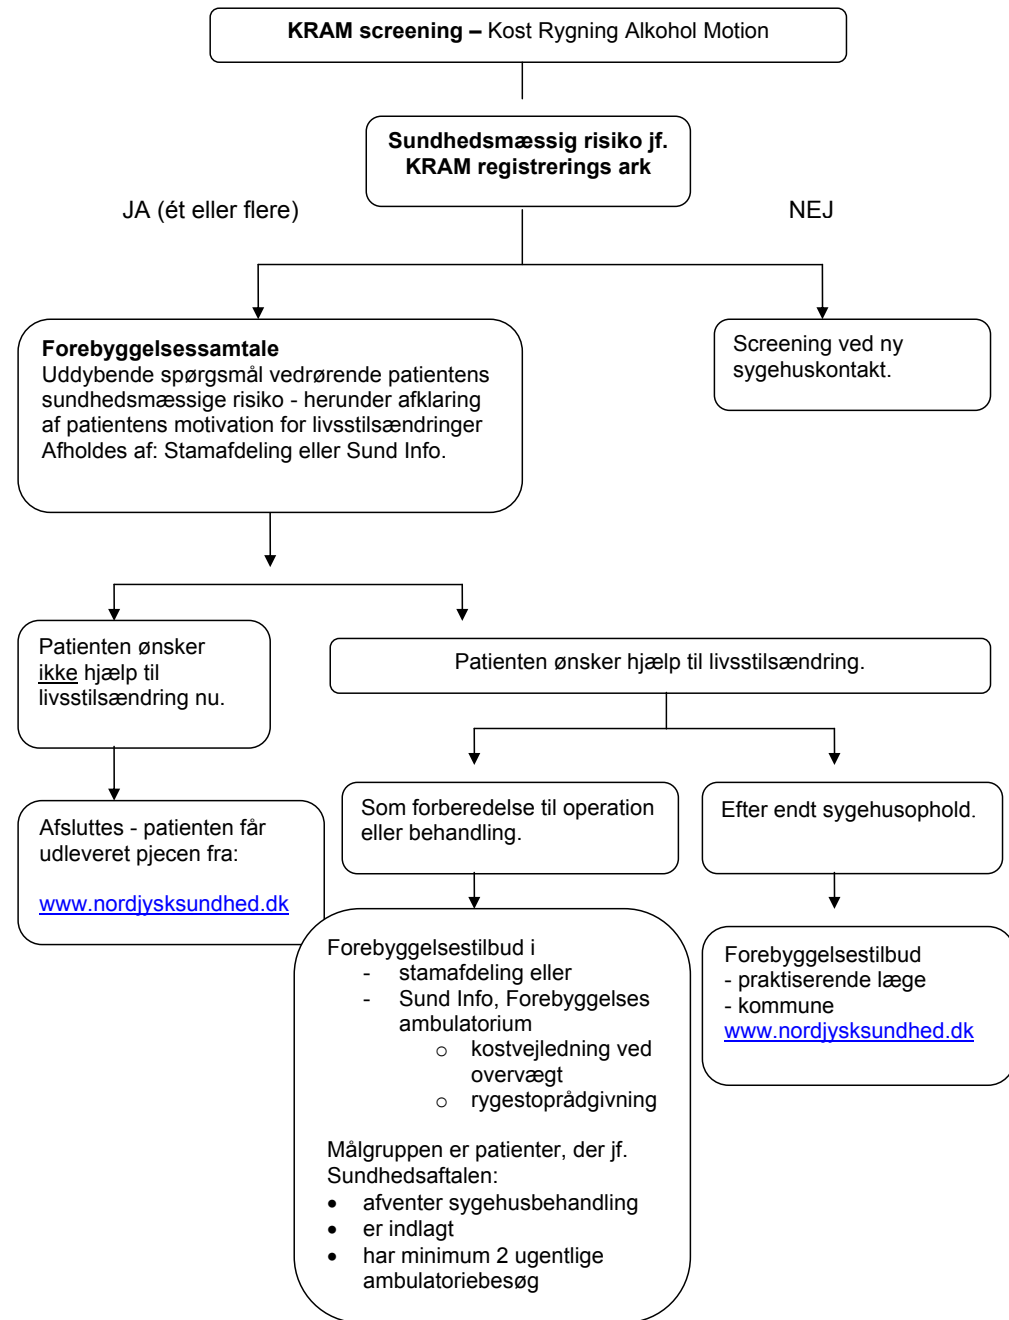 KRAM screening – Kost Rygning Alkohol Motion
Sundhedsmæssig risiko jf.
KRAM registrerings ark
JA (ét eller flere)
NEJ
Forebyggelsessamtale
Uddybende spørgsmål vedrørende patientens
sundhedsmæssige risiko - herunder afklaring
af patientens motivation for livsstilsændringer
Afholdes af: Stamafdeling eller Sund Info.
Screening ved ny
sygehuskontakt.
Patienten ønsker
ikke hjælp til
livsstilsændring nu.
Patienten ønsker hjælp til livsstilsændring.
Afsluttes - patienten får
udleveret pjecen fra:
www.nordjysksundhed.dk
Som forberedelse til operation
eller behandling.
Efter endt sygehusophold.
Forebyggelsestilbud i
- stamafdeling eller
- Sund Info, Forebyggelses
ambulatorium
o kostvejledning ved
overvægt
o rygestoprådgivning
Målgruppen er patienter, der jf.
Sundhedsaftalen:
• afventer sygehusbehandling
• er indlagt
• har minimum 2 ugentlige
ambulatoriebesøg
Forebyggelsestilbud
- praktiserende læge
- kommune
www.nordjysksundhed.dk